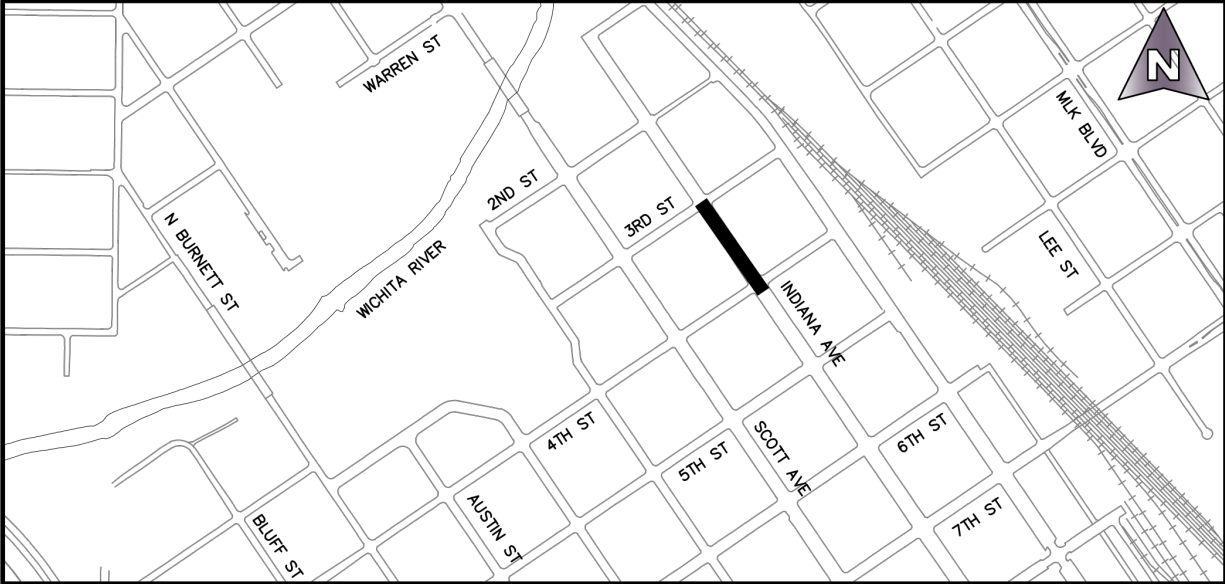 N
WARREN ST
MLK BLVD
2ND ST
3RD ST
N BURNETT ST
WICHITA RIVER
LEE ST
INDIANA AVE
4TH ST
5TH ST
SCOTT AVE
6TH ST
7TH ST
AUSTIN ST
BLUFF ST